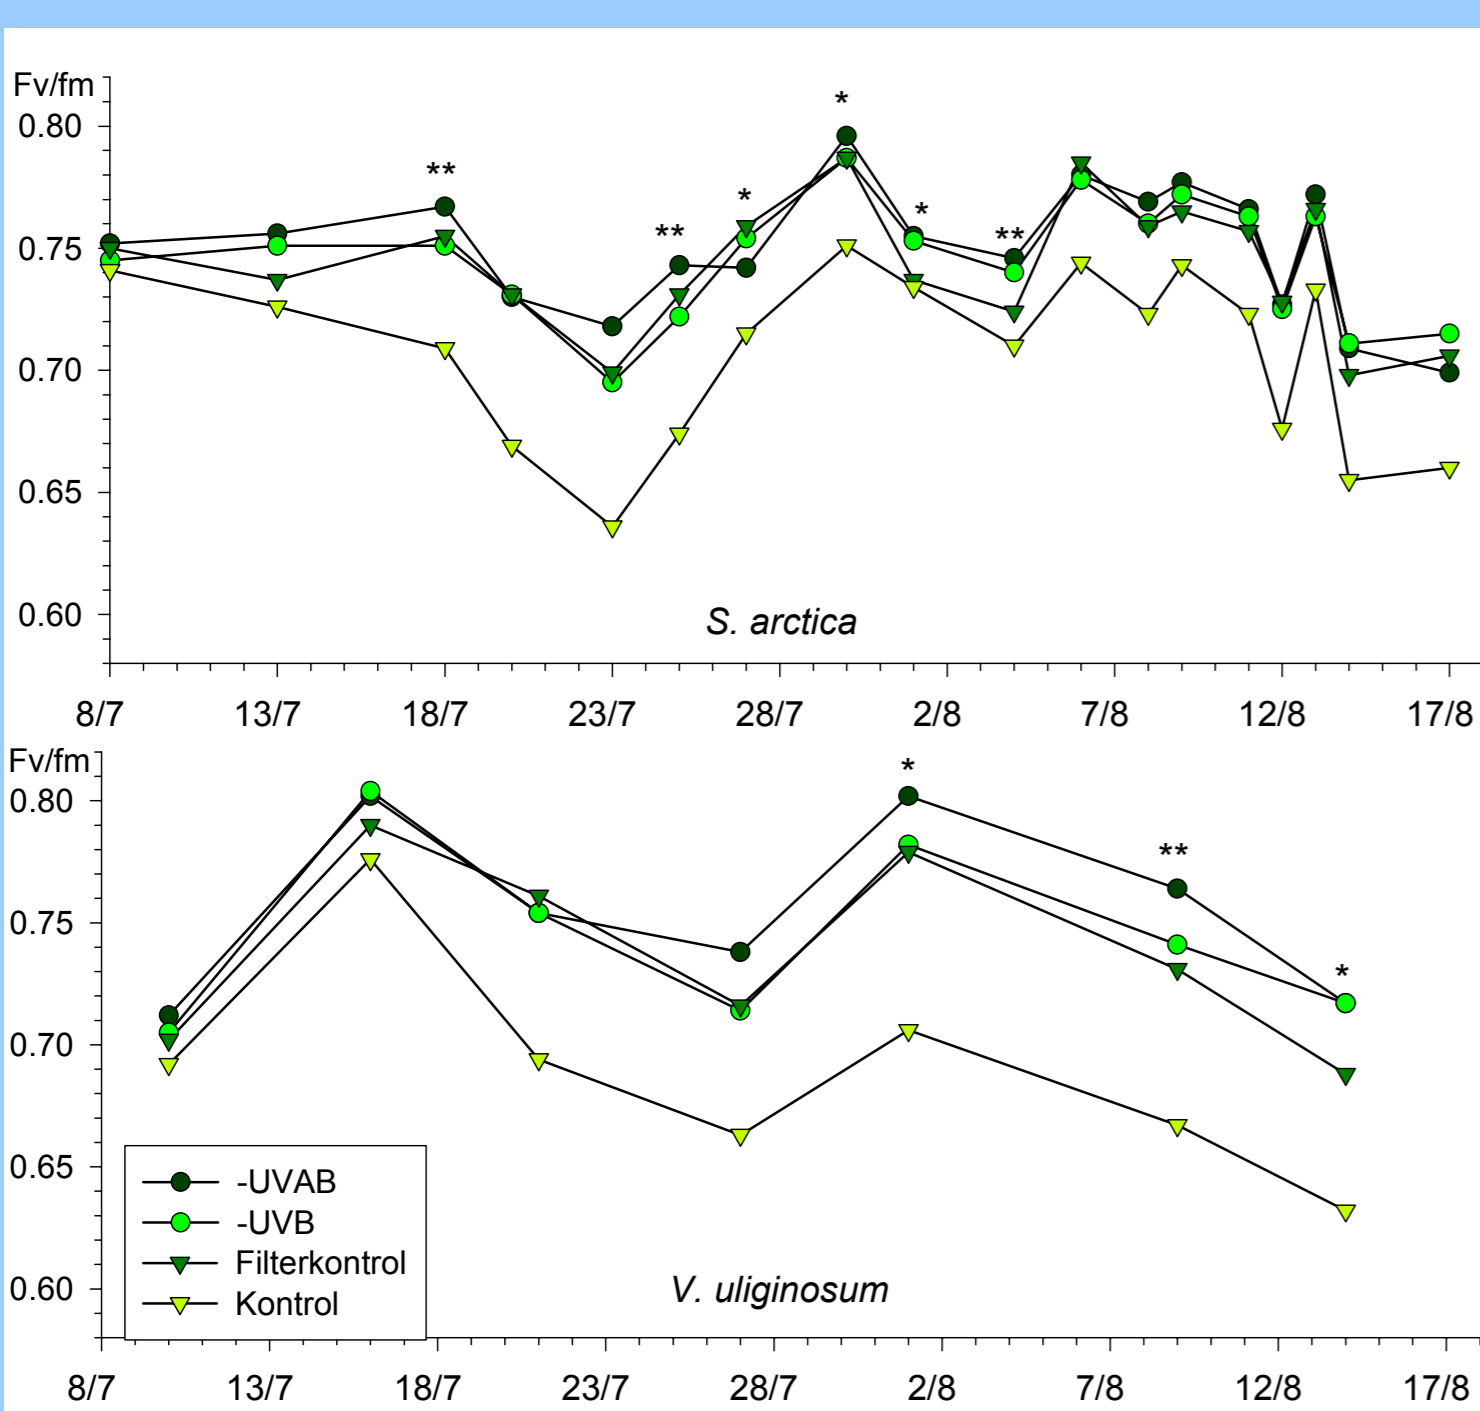 Fv/fm
0.80
0.75
0.70
0.65
0.60
**
**
*
*
*
**
S. arctica
8/7 13/7 18/7 23/7 28/7 2/8 7/8 12/8 17/8
Fv/fm
0.80
0.75
0.70
0.65
0.60
*
**
*
-UVAB
-UVB
Filterkontrol
Kontrol
V. uliginosum
8/7 13/7 18/7 23/7 28/7 2/8 7/8 12/8 17/8